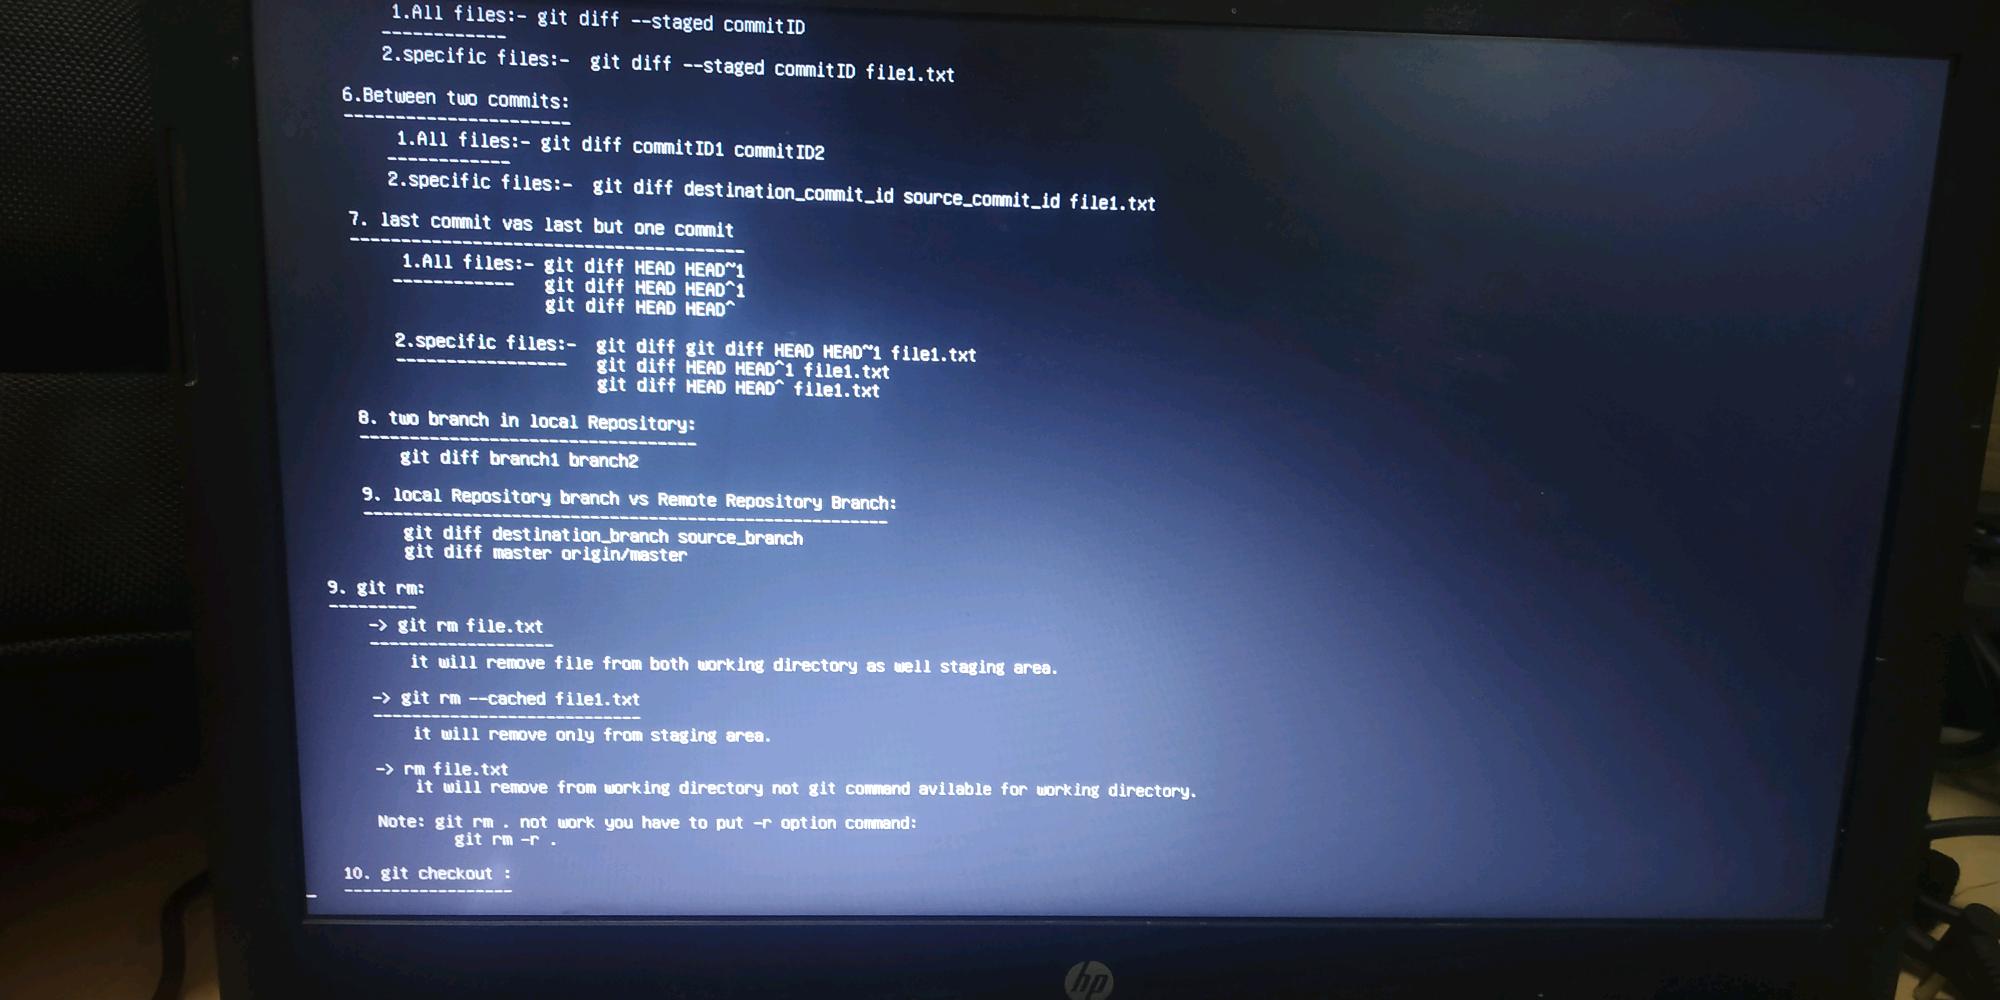 1.All files:- git diff --staged commitID
------------
2.specific files:-  git diff --staged commitID file1.txt
6.Between two commits:
----------------------
1.All files:- git diff commitID1 commitID2
------------
2.specific files:-  git diff destination_commit_id source_commit_id file1.txt
7. last commit vas last but one commit
---------------------------------------
1.All files:- git diff HEAD HEAD~1
------------   git diff HEAD HEAD^1
git diff HEAD HEAD^
2.specific files:-  git diff git diff HEAD HEAD~1 file1.txt
-----------------   git diff HEAD HEAD^1 file1.txt
git diff HEAD HEAD^ file1.txt
8. two branch in local Repository:
---------------------------------
git diff branch1 branch2
9. local Repository branch vs Remote Repository Branch:
----------------------------------------------------
git diff destination_branch source_branch
git diff master origin/master
9. git rm:
---------
-> git rm file.txt
-------------------
it will remove file from both working directory as well staging area.
-> git rm --cached file1.txt
---------------------------
it will remove only from staging area.
-> rm file.txt
it will remove from working directory not git command avilable for working directory.
Note: git rm . not work you have to put -r option command:
git rm -r .
10. git checkout :
------------------
_
hp